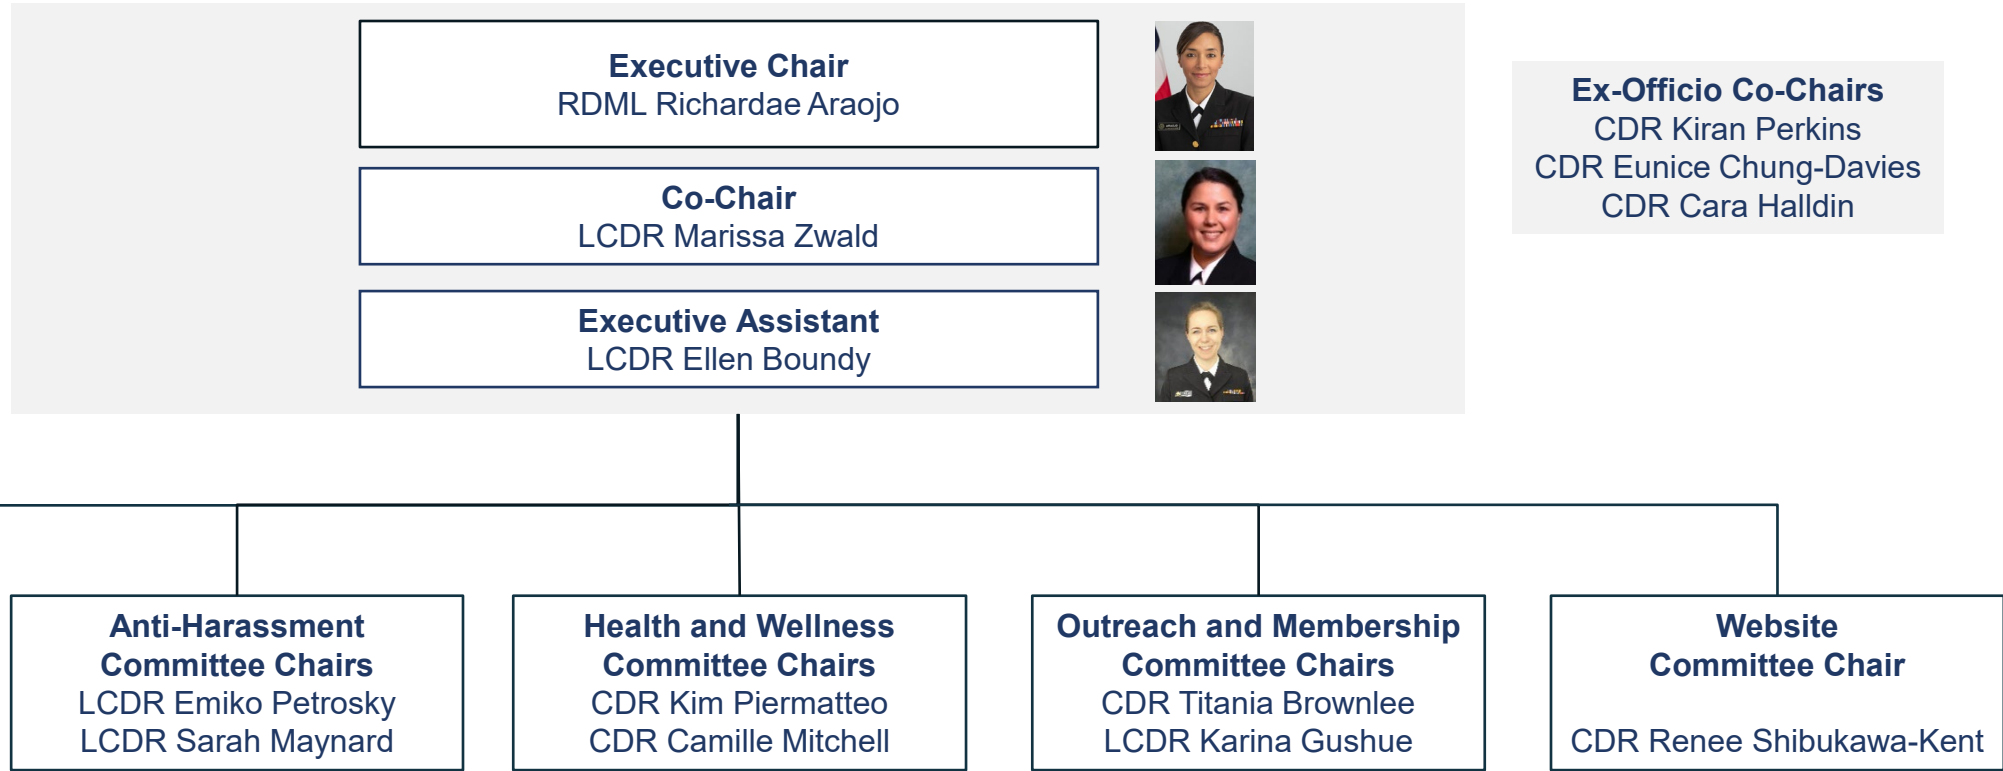 Executive Chair
RDML Richardae Araojo
Co-Chair
LCDR Marissa Zwald
Executive Assistant
LCDR Ellen Boundy
Ex-Officio Co-Chairs
CDR Kiran Perkins
CDR Eunice Chung-Davies
CDR Cara Halldin
Anti-Harassment
Committee Chairs
LCDR Emiko Petrosky
LCDR Sarah Maynard
Health and Wellness
Committee Chairs
CDR Kim Piermatteo
CDR Camille Mitchell
Outreach and Membership
Committee Chairs
CDR Titania Brownlee
LCDR Karina Gushue
Website
Committee Chair
CDR Renee Shibukawa-Kent